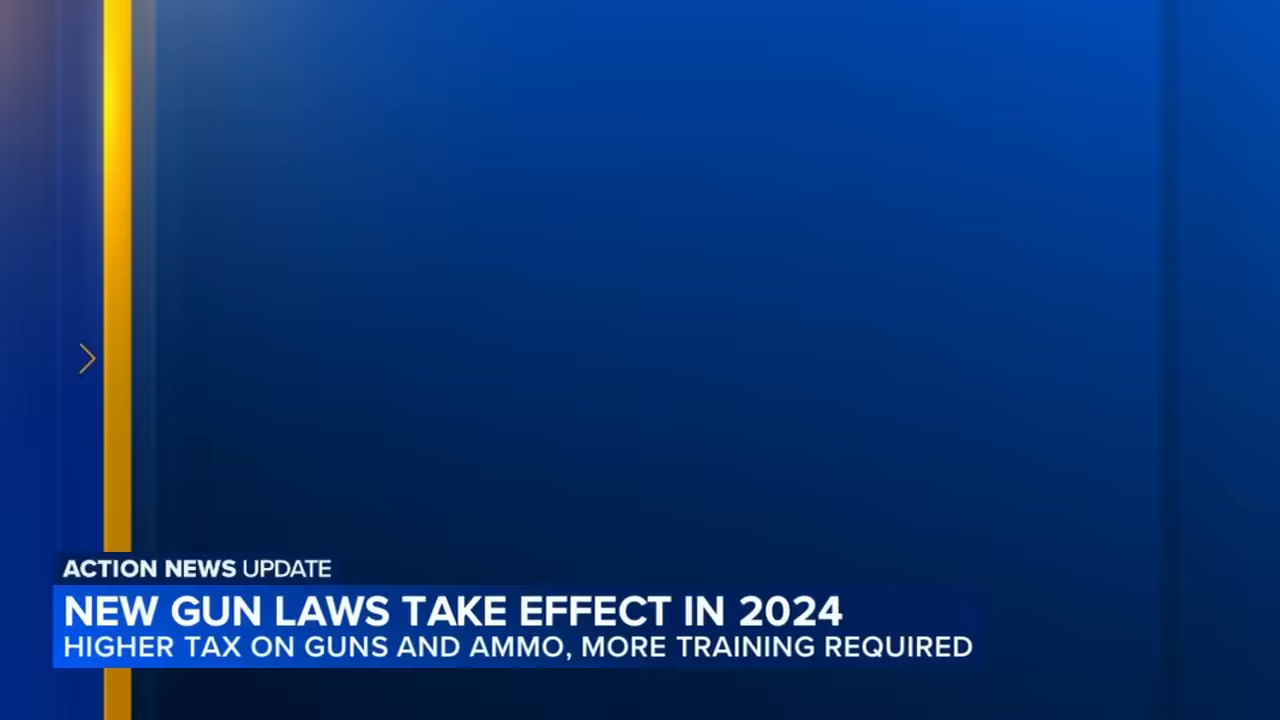 ACTION NEWS UPDATE
NEW GUN LAWS TAKE EFFECT IN 2024
HIGHER TAX ON GUNS AND AMMO, MORE TRAINING REQUIRED